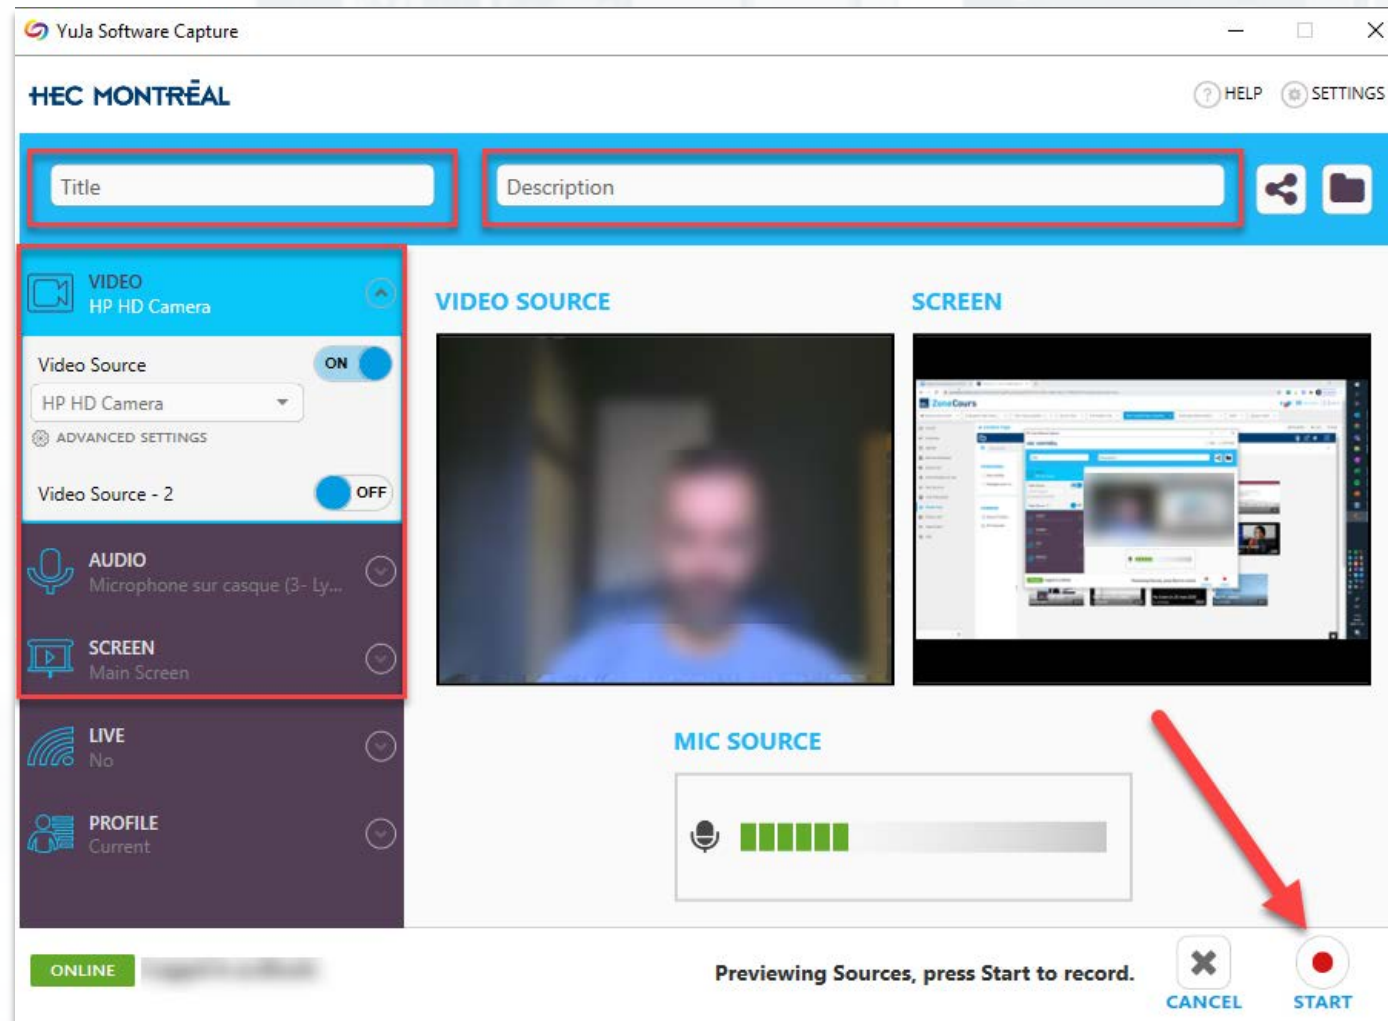 YuJa Software Capture
HEC MONTRĒAL
? HELP
SETTINGS
Title
Description
VIDEO
HP HD Camera
Video Source
ON
HP HD Camera
ADVANCED SETTINGS
Video Source - 2
OFF
AUDIO
Microphone sur casque (3- Ly...
SCREEN
Main Screen
LIVE
No
PROFILE
Current
VIDEO SOURCE
SCREEN
ZoneCours
MIC SOURCE
ONLINE
Previewing Sources, press Start to record.
CANCEL
START